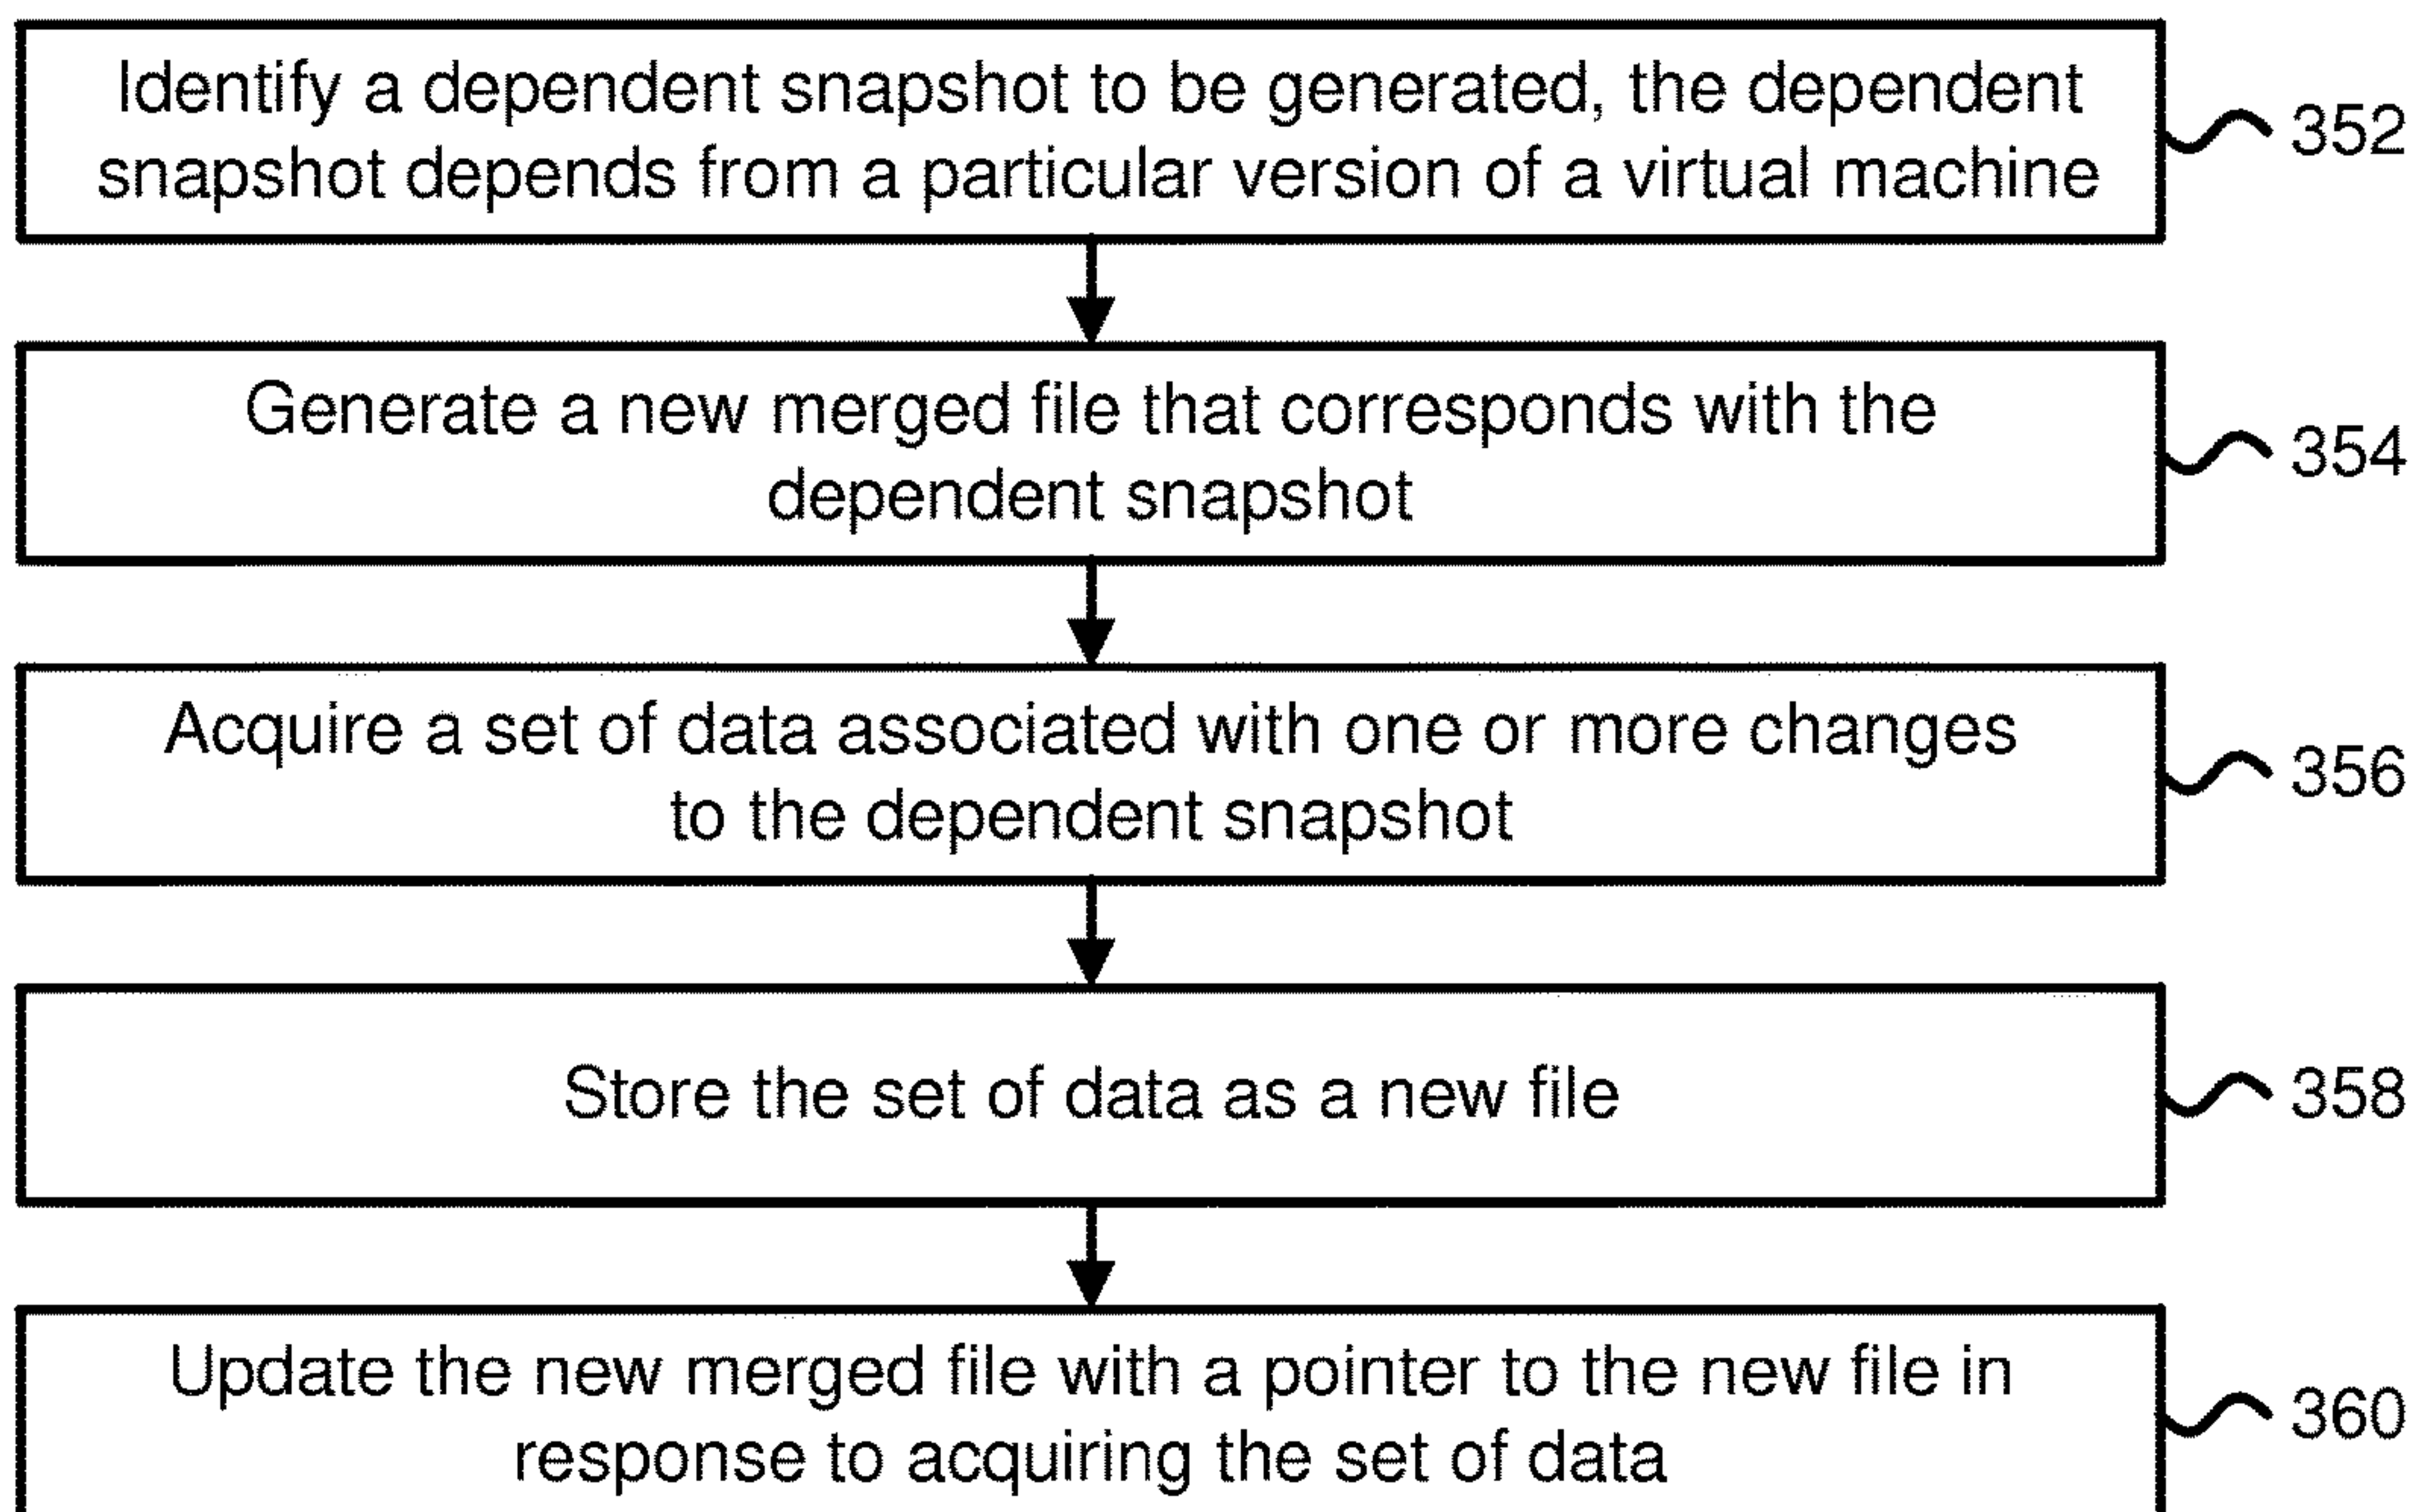 Identify a dependent snapshot to be generated, the dependent
snapshot depends from a particular version of a virtual machine
352
Generate a new merged file that corresponds with the
dependent snapshot
354
Acquire a set of data associated with one or more changes
to the dependent snapshot
356
Store the set of data as a new file
358
Update the new merged file with a pointer to the new file in
response to acquiring the set of data
360